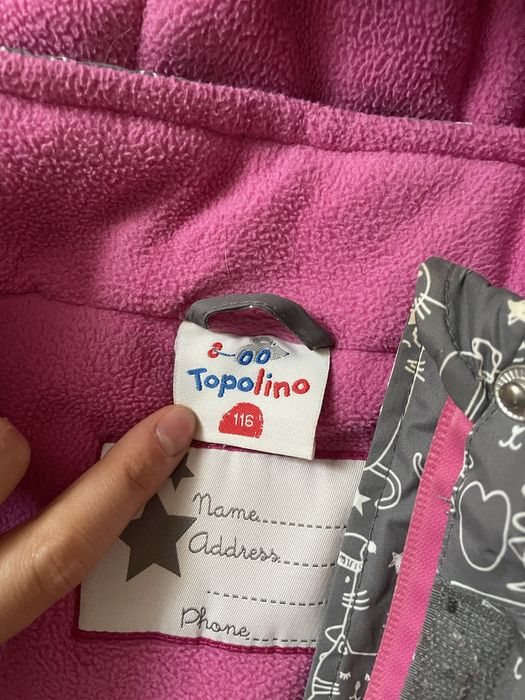 Topolino
116
Name
Address
Phone